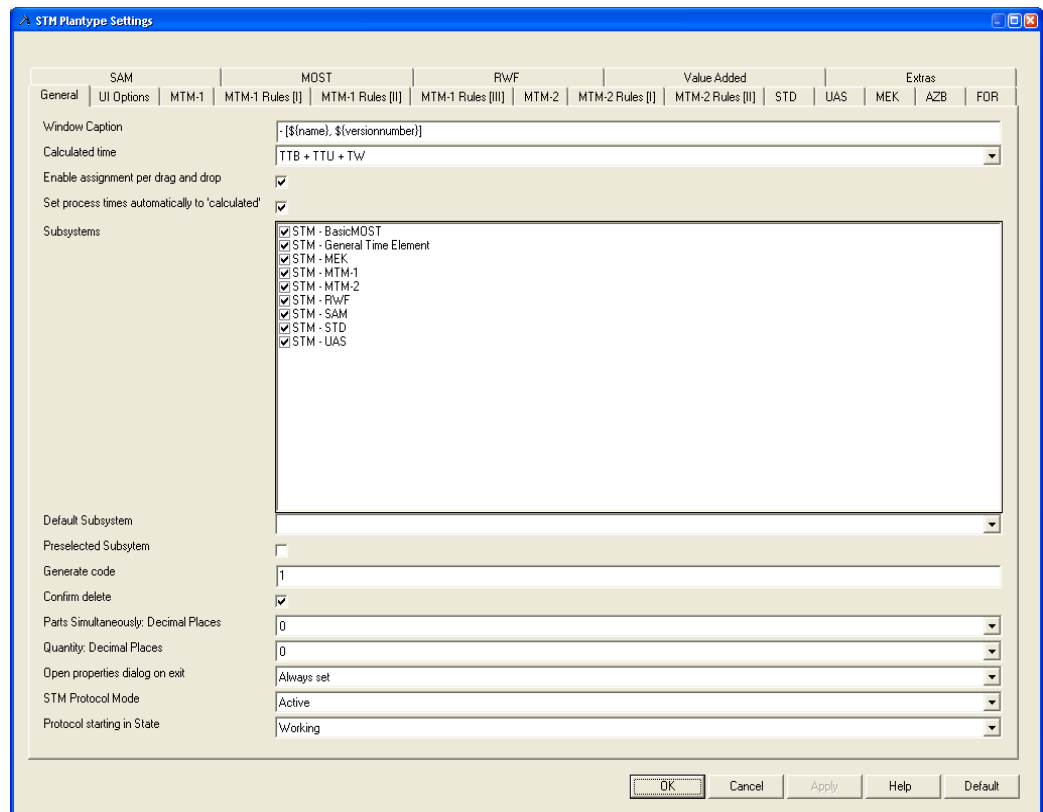 STM Plantype Settings
SAM MOST RWF Value Added Extras
General UI Options MTM-1 MTM-1 Rules [I] MTM-1 Rules [II] MTM-1 Rules [III] MTM-2 MTM-2 Rules [I] MTM-2 Rules [II] STD UAS MEK AZB FOR
Window Caption - [${name}, ${versionnumber}]
Calculated time TTB + TTU + TW
Enable assignment per drag and drop
Set process times automatically to 'calculated'
Subsystems STM - BasicMOST
STM - General Time Element
STM - MEK
STM - MTM-1
STM - MTM-2
STM - RWF
STM - SAM
STM - STD
STM - UAS
Default Subsystem
Preselected Subsytem
Generate code 1
Confirm delete
Parts Simultaneously: Decimal Places 0
Quantity: Decimal Places 0
Open properties dialog on exit Always set
STM Protocol Mode Active
Protocol starting in State Working
OK Cancel Apply Help Default